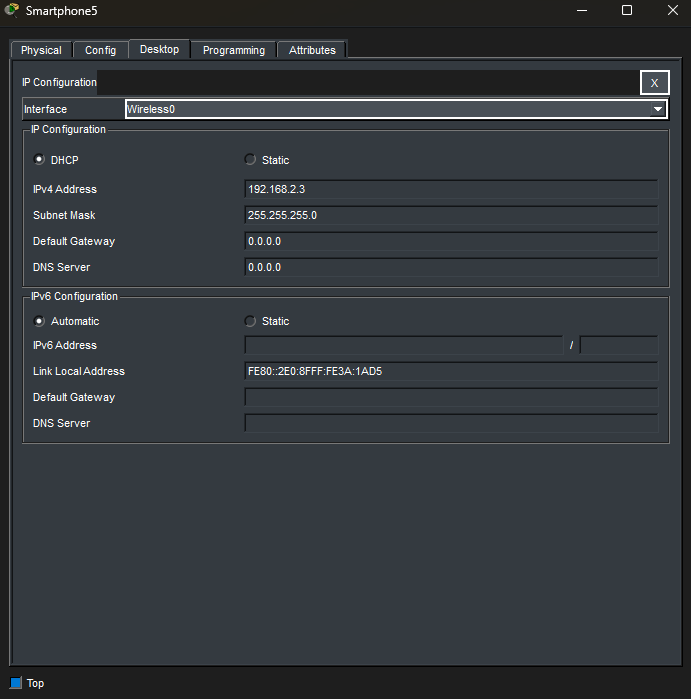 Smartphone5
Physical Config Desktop Programming Attributes
IP Configuration X
Interface Wireless0
IP Configuration
DHCP Static
IPv4 Address 192.168.2.3
Subnet Mask 255.255.255.0
Default Gateway 0.0.0.0
DNS Server 0.0.0.0
IPv6 Configuration
Automatic Static
IPv6 Address /
Link Local Address FE80::2E0:8FFF:FE3A:1AD5
Default Gateway
DNS Server
Top